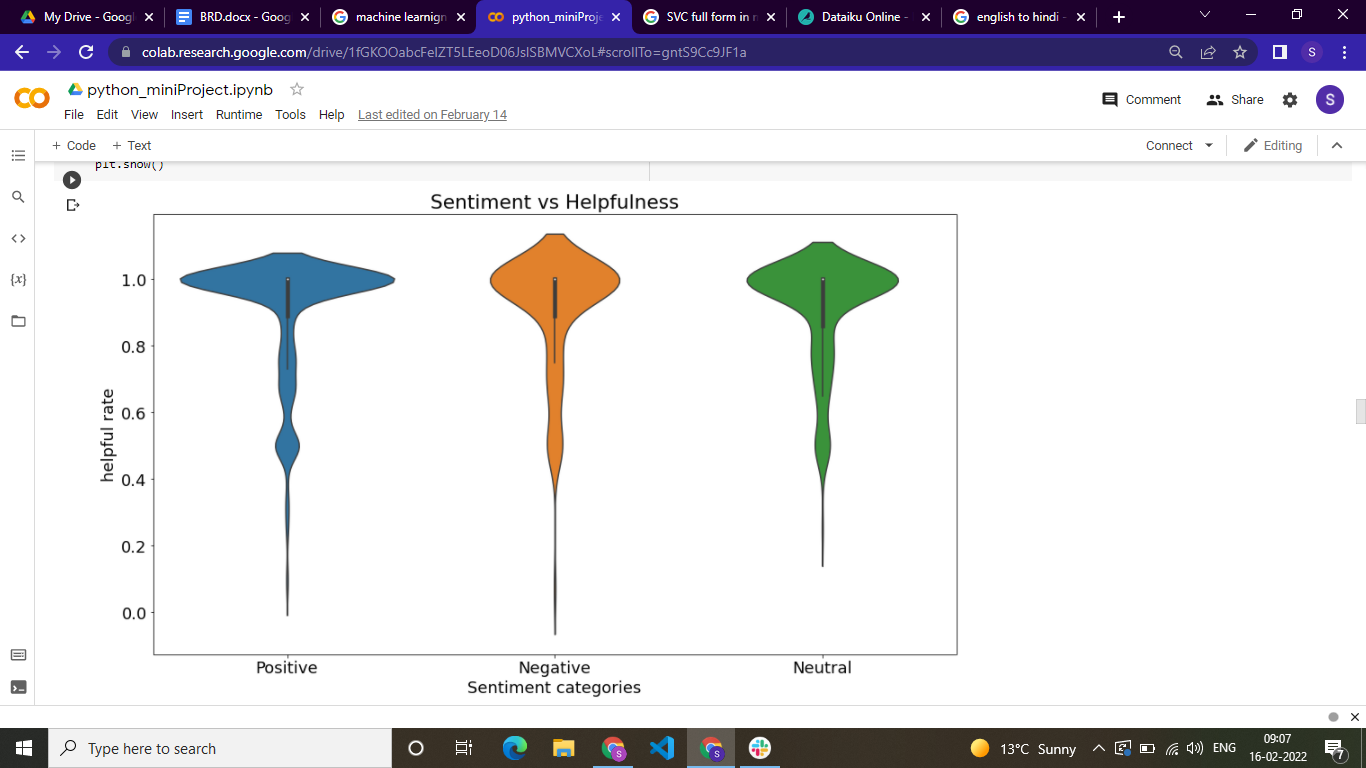 My Drive - Googl
BRD.docx - Goog
machine learnign
python_miniProje
SVC full form in m
Dataiku Online -
english to hindi -
colab.research.google.com/drive/1fGKOOabcFeIZT5LEeoD06JsISBMVCXoL#scrollTo=gntS9Cc9JF1a
S
python_miniProject.ipynb
File Edit View Insert Runtime Tools Help Last edited on February 14
Comment
Share
S
+ Code + Text
Connect
Editing
plt.show()
{x}
Sentiment vs Helpfulness
1.0
0.8
0.6
0.4
0.2
0.0
helpful rate
Positive Negative Neutral
Sentiment categories
Type here to search
S
S
13°C Sunny
ENG
09:07
16-02-2022
7